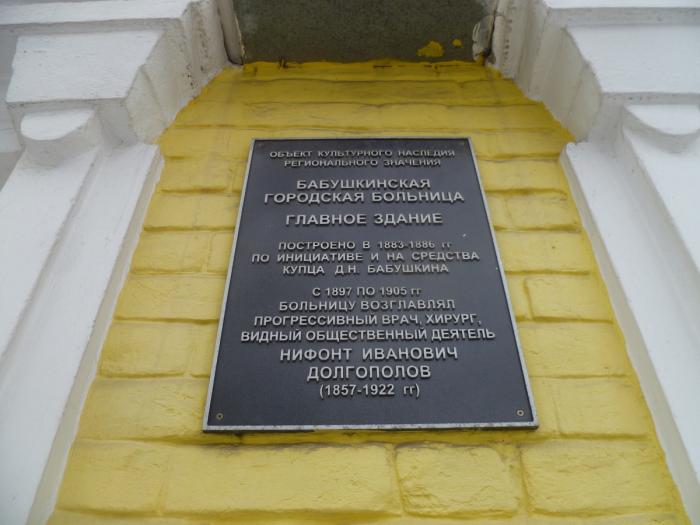 ОБЪЕКТ КУЛЬТУРНОГО НАСЛЕДИЯ
РЕГИОНАЛЬНОГО ЗНАЧЕНИЯ
БАБУШКИНСКАЯ
ГОРОДСКАЯ БОЛЬНИЦА
ГЛАВНОЕ ЗДАНИЕ
ПОСТРОЕНО В 1883-1886 гг
ПО ИНИЦИАТИВЕ И НА СРЕДСТВА
КУПЦА Д.Н. БАБУШКИНА
С 1897 ПО 1905 гг
БОЛЬНИЦУ ВОЗГЛАВЛЯЛ
ПРОГРЕССИВНЫЙ ВРАЧ, ХИРУРГ,
ВИДНЫЙ ОБЩЕСТВЕННЫЙ ДЕЯТЕЛЬ
НИФОНТ ИВАНОВИЧ
ДОЛГОПОЛОВ
(1857-1922 гг)